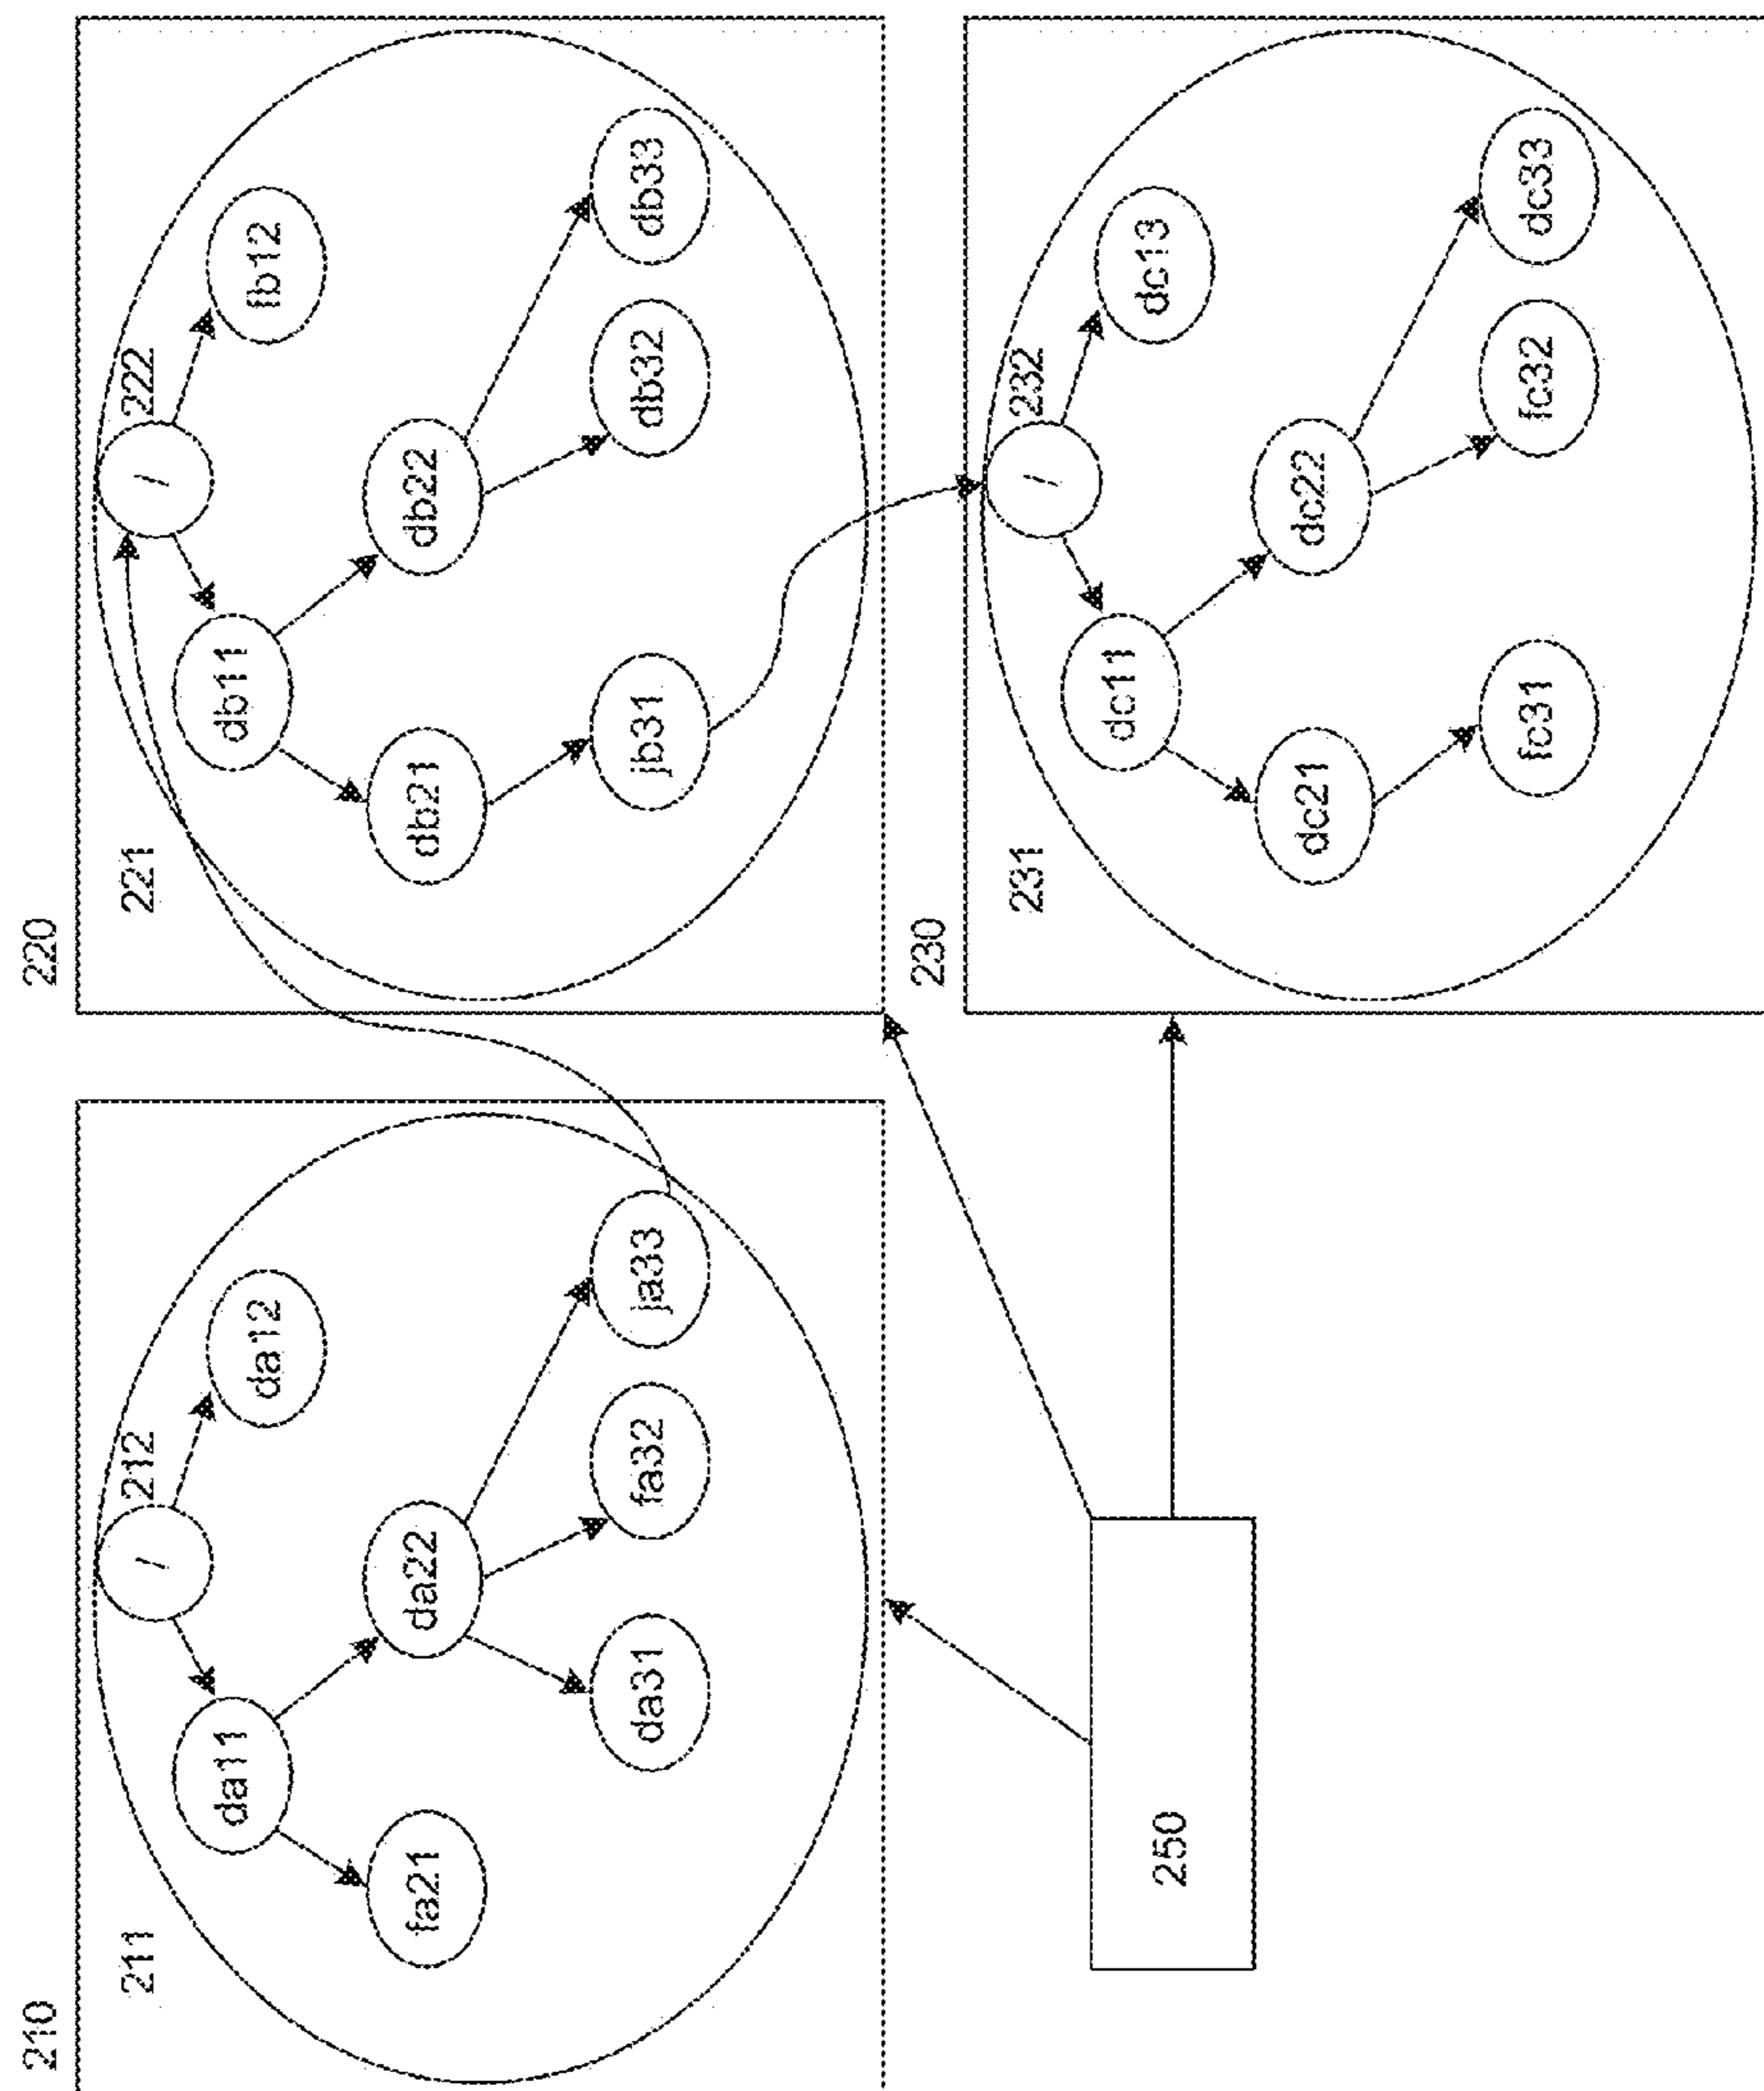 210
211
/
212
da11
da12
fa21
da22
da31
fa32
ja33
220
221
/
222
db11
fb12
db21
db22
jb31
db32
db33
250
230
231
/
232
dc11
dc13
dc21
dc22
fc31
fc32
dc33